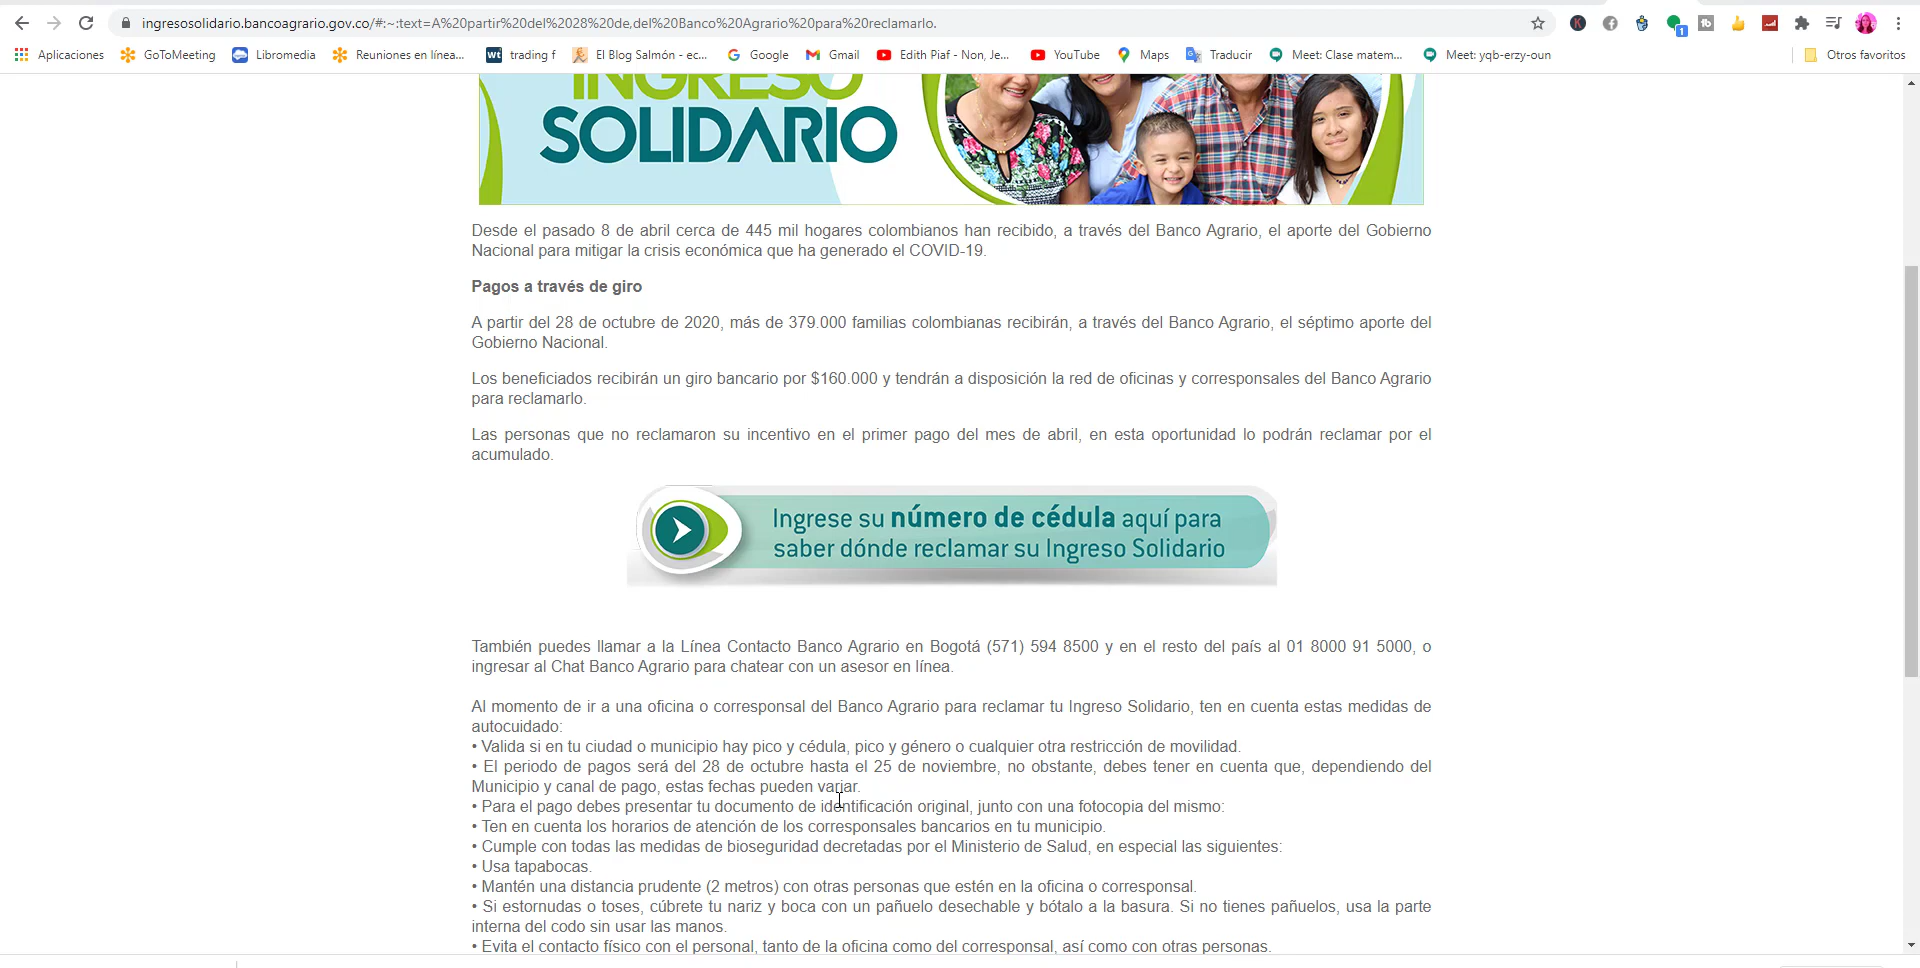 ingresosolidario.bancoagrario.gov.co/#:~:text=A%20partir%20del%2028%20de,del%20Banco%20Agrario%20para%20reclamarlo.
Aplicaciones GoToMeeting Libromedia Reuniones en línea... Wt trading f El Blog Salmón - ec... Google Gmail Edith Piaf - Non, Je... YouTube Maps Traducir Meet: Clase matem... Meet: yqb-erzy-oun Otros favoritos
INGRESO
SOLIDARIO
Desde el pasado 8 de abril cerca de 445 mil hogares colombianos han recibido, a través del Banco Agrario, el aporte del Gobierno
Nacional para mitigar la crisis económica que ha generado el COVID-19.
Pagos a través de giro
A partir del 28 de octubre de 2020, más de 379.000 familias colombianas recibirán, a través del Banco Agrario, el séptimo aporte del
Gobierno Nacional.
Los beneficiados recibirán un giro bancario por $160.000 y tendrán a disposición la red de oficinas y corresponsales del Banco Agrario
para reclamarlo.
Las personas que no reclamaron su incentivo en el primer pago del mes de abril, en esta oportunidad lo podrán reclamar por el
acumulado.
Ingrese su número de cédula aquí para
saber dónde reclamar su Ingreso Solidario
También puedes llamar a la Línea Contacto Banco Agrario en Bogotá (571) 594 8500 y en el resto del país al 01 8000 91 5000, o
ingresar al Chat Banco Agrario para chatear con un asesor en línea.
Al momento de ir a una oficina o corresponsal del Banco Agrario para reclamar tu Ingreso Solidario, ten en cuenta estas medidas de
autocuidado:
• Valida si en tu ciudad o municipio hay pico y cédula, pico y género o cualquier otra restricción de movilidad.
• El periodo de pagos será del 28 de octubre hasta el 25 de noviembre, no obstante, debes tener en cuenta que, dependiendo del
Municipio y canal de pago, estas fechas pueden variar.
• Para el pago debes presentar tu documento de identificación original, junto con una fotocopia del mismo:
• Ten en cuenta los horarios de atención de los corresponsales bancarios en tu municipio.
• Cumple con todas las medidas de bioseguridad decretadas por el Ministerio de Salud, en especial las siguientes:
• Usa tapabocas.
• Mantén una distancia prudente (2 metros) con otras personas que estén en la oficina o corresponsal.
• Si estornudas o toses, cúbrete tu nariz y boca con un pañuelo desechable y bótalo a la basura. Si no tienes pañuelos, usa la parte
interna del codo sin usar las manos.
• Evita el contacto físico con el personal, tanto de la oficina como del corresponsal, así como con otras personas.